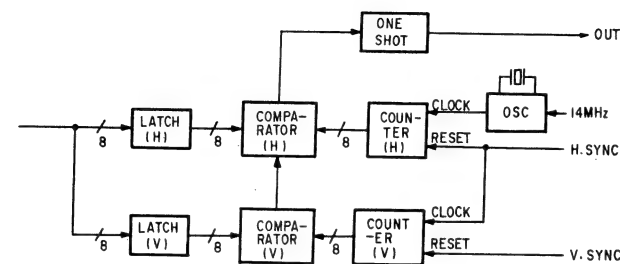 ONE
SHOT
OUT
LATCH
(H)
8
8
COMPA-
RATOR
(H)
8
COUN-
TER
(H)
CLOCK
RESET
OSC
14MHz
H.SYNC
LATCH
(V)
8
8
COMPA-
RATOR
(V)
8
COUNT
-ER
(V)
CLOCK
RESET
V.SYNC